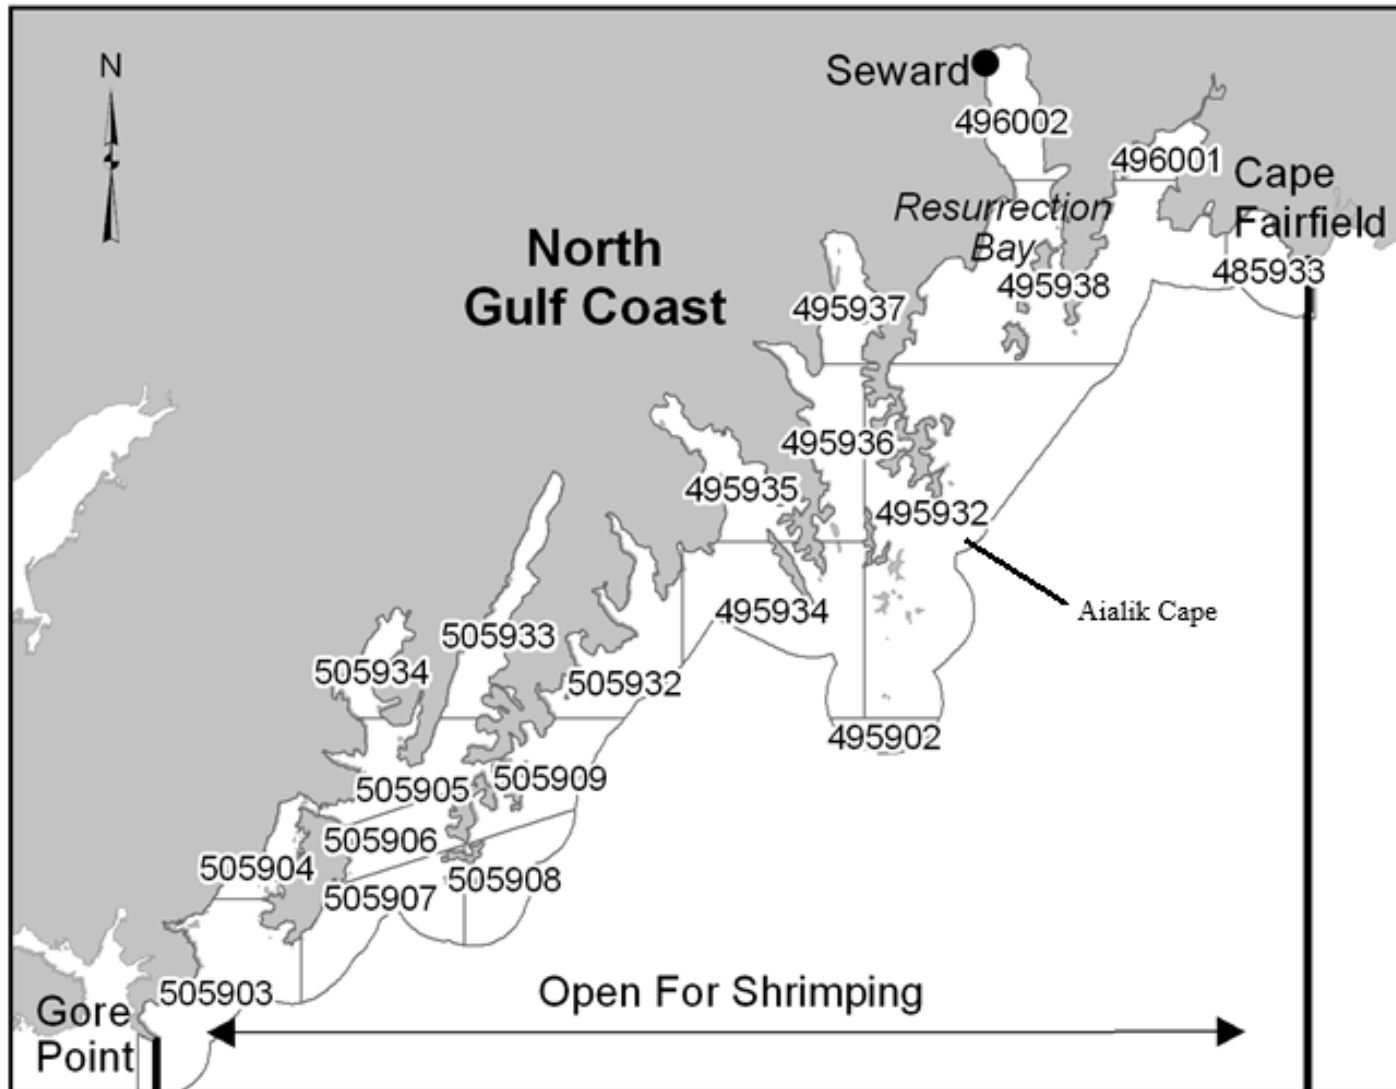 N
Seward
496002
496001
Cape
Fairfield
Resurrection
Bay
North
Gulf Coast
485933
495938
495937
495936
495935
495932
Aialik Cape
495934
505933
505934
505932
495902
505909
505905
505906
505904
505908
505907
505903
Open For Shrimping
Gore
Point